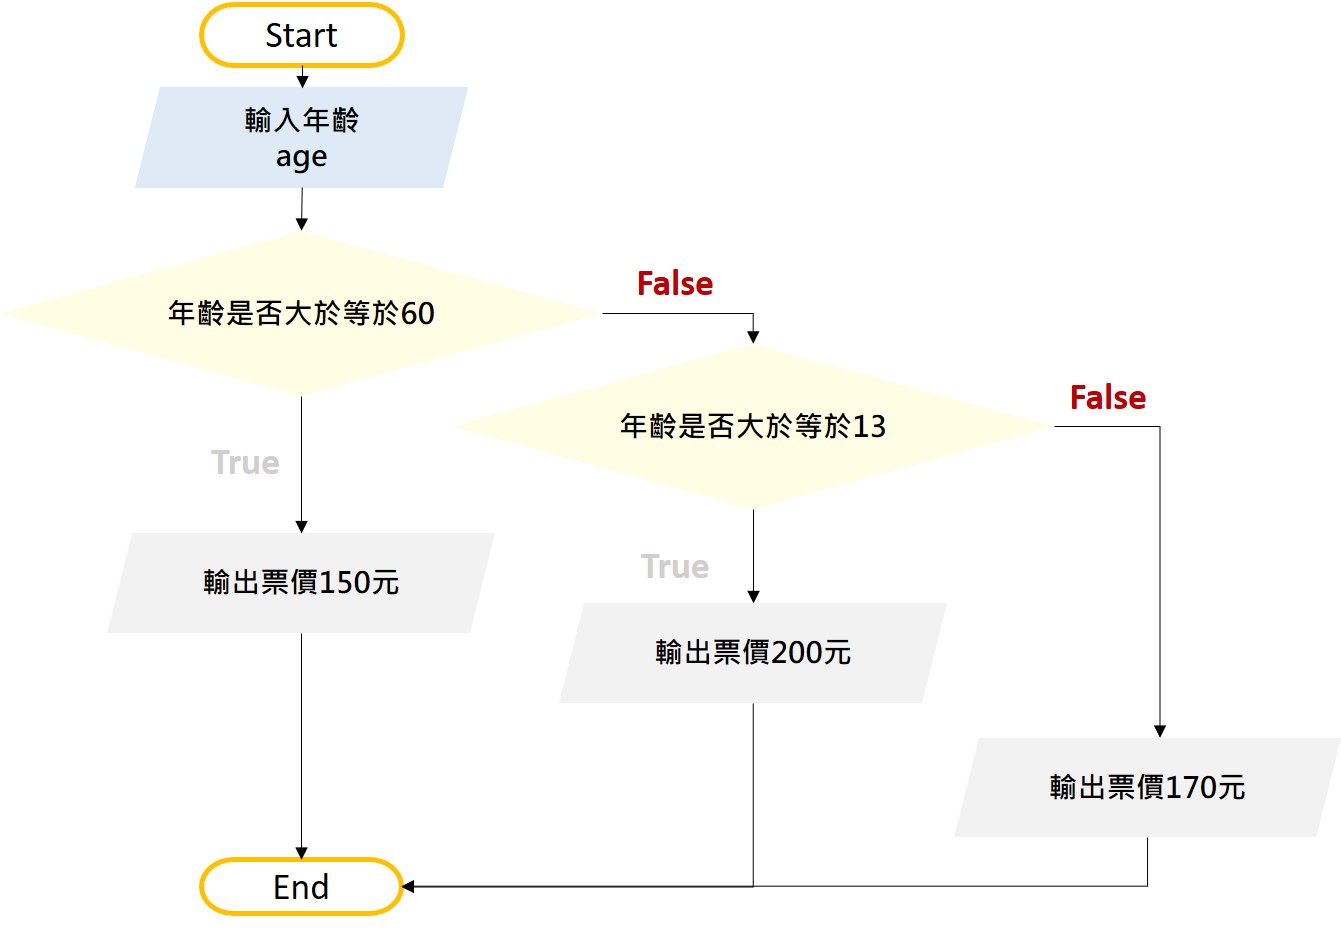 Start
輸入年齡
age
年齡是否大於等於60
False
年齡是否大於等於13
False
True
輸出票價150元
True
輸出票價200元
輸出票價170元
End